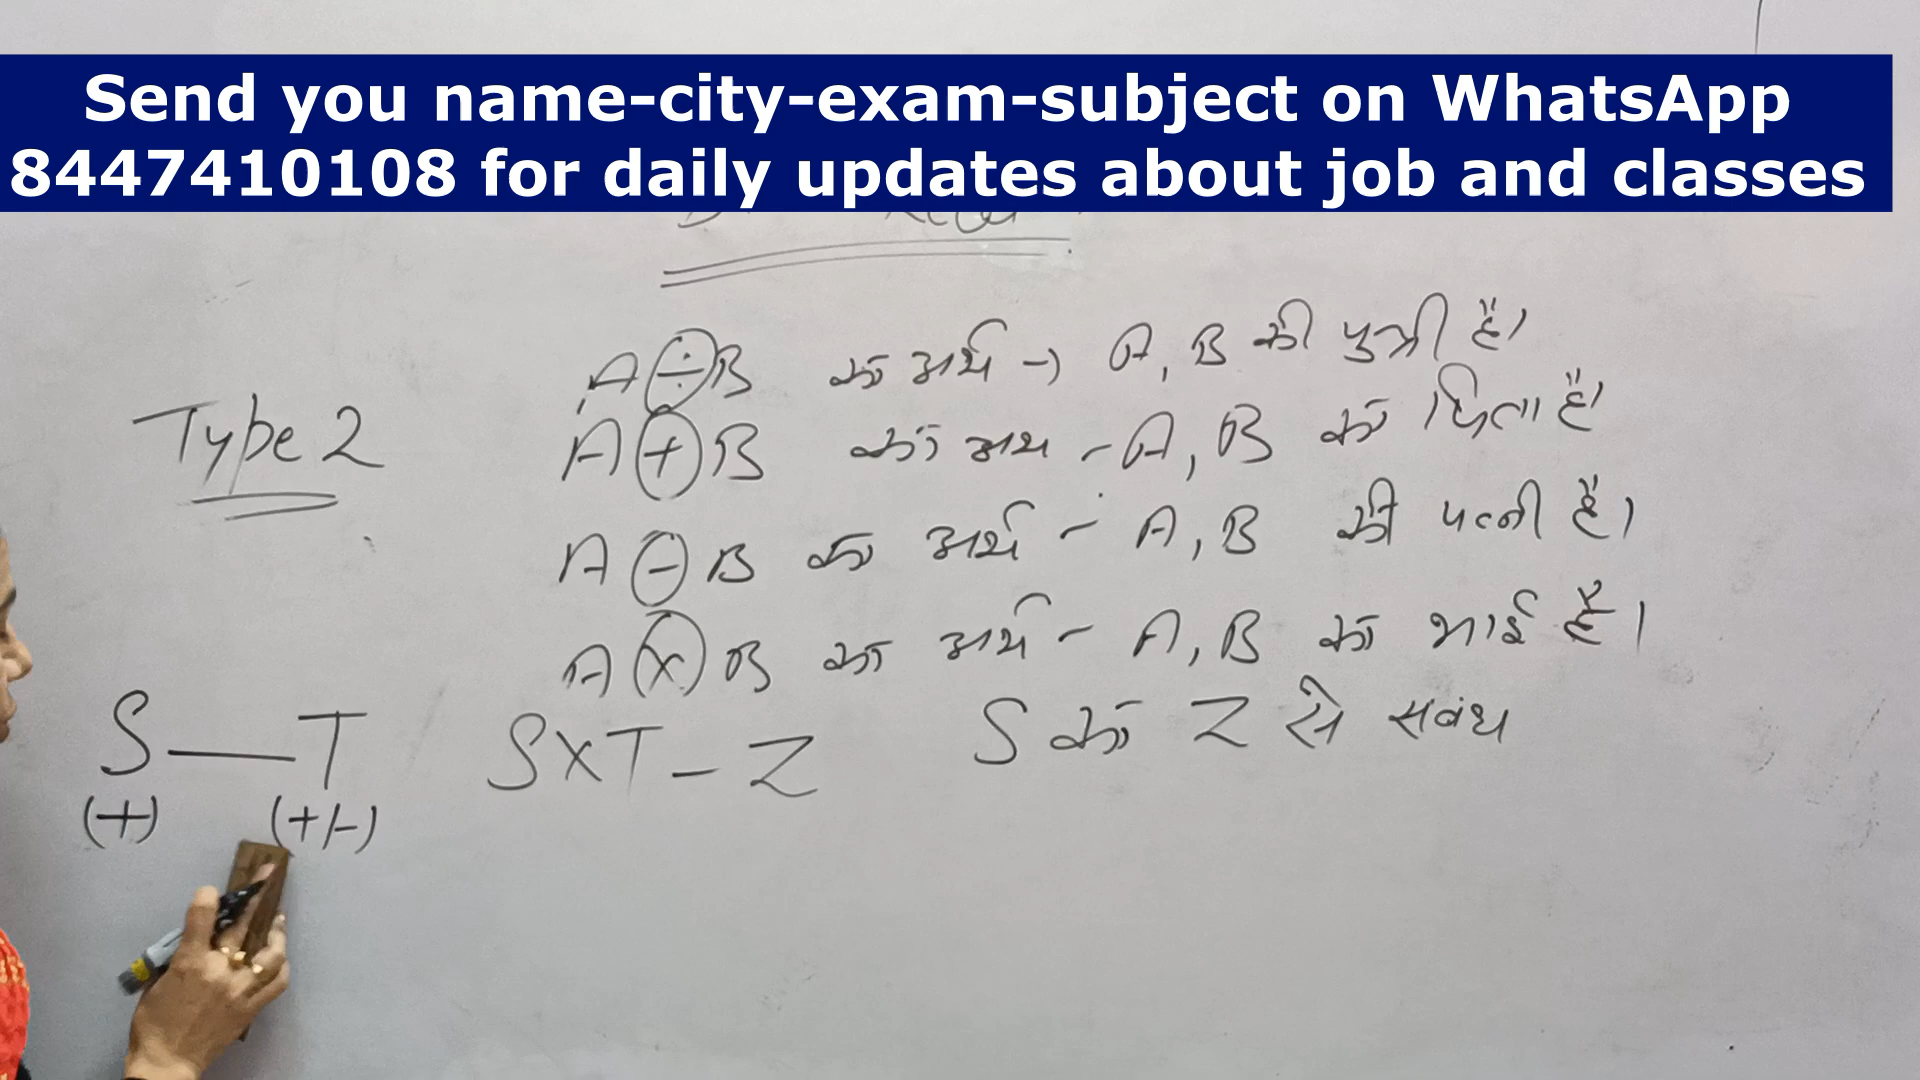 Send you name-city-exam-subject on WhatsApp
8447410108 for daily updates about job and classes
Type 2
A ÷ B का अर्थ → A, B की पुत्री है।
A + B का अर्थ - A, B का पिता है।
A - B का अर्थ - A, B की पत्नी है।
A × B का अर्थ - A, B का भाई है।
S × T - Z S का Z से सबंध
S — T
(+) (+/-)